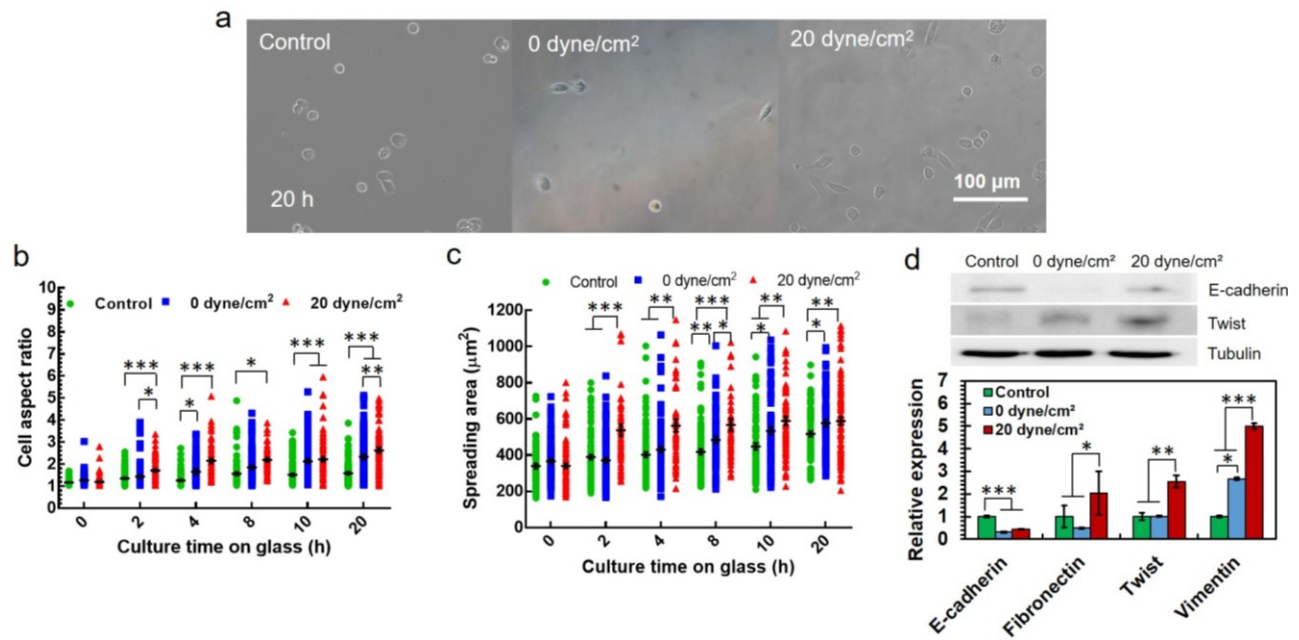 a
Control
0 dyne/cm²
20 dyne/cm²
20 h
100 µm
b
Control 0 dyne/cm² 20 dyne/cm²
10
9
8
7
6
5
4
3
2
1
0
Cell aspect ratio
*** * * *** * *** *** **
0 2 4 8 10 20
Culture time on glass (h)
c
Control 0 dyne/cm² 20 dyne/cm²
1200
1000
800
600
400
200
0
Spreading area (µm²)
*** ** *** ** * ** * ** *
0 2 4 8 10 20
Culture time on glass (h)
d
Control 0 dyne/cm² 20 dyne/cm²
E-cadherin
Twist
Tubulin
7
6
5
4
3
2
1
0
Relative expression
Control
0 dyne/cm²
20 dyne/cm²
*** * ** *** *
E-cadherin
Fibronectin
Twist
Vimentin